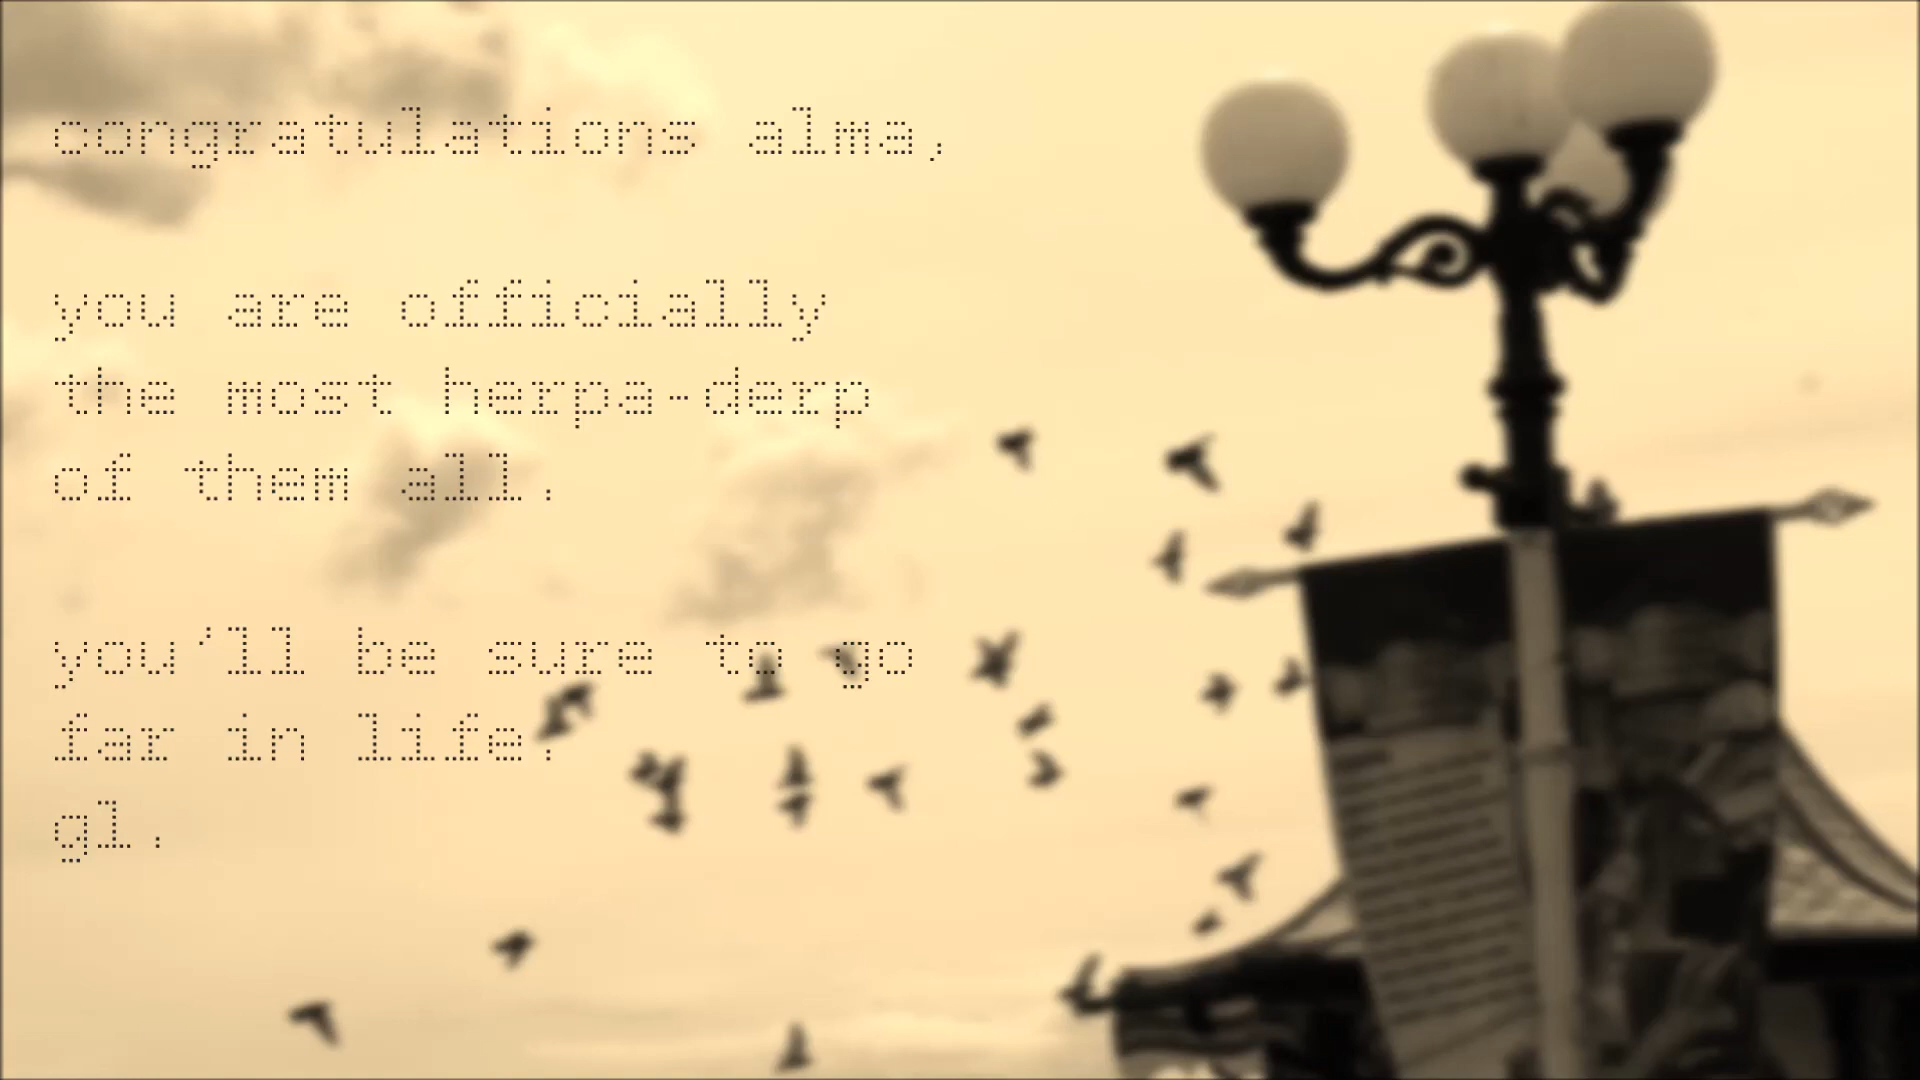 congratulations alma,
you are officially
the most herpa-derp
of them all.
you'll be sure to go
far in life.
gl.